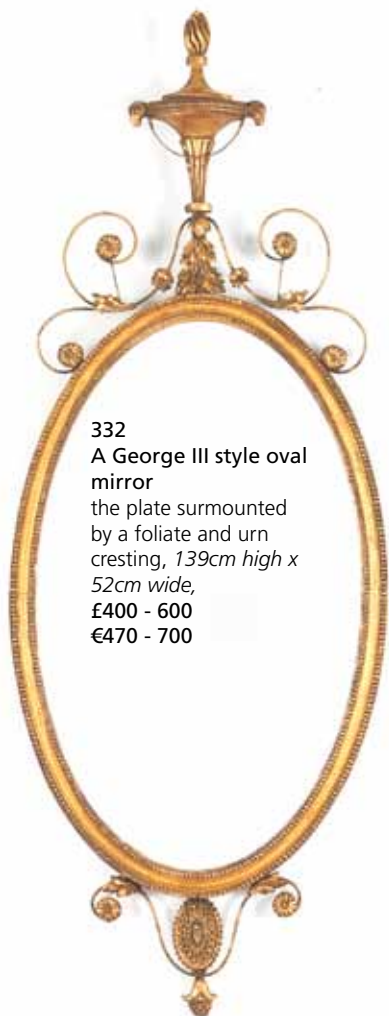 332
A George III style oval
mirror
the plate surmounted
by a foliate and urn
cresting, 139cm high x
52cm wide,
£400 - 600
€470 - 700